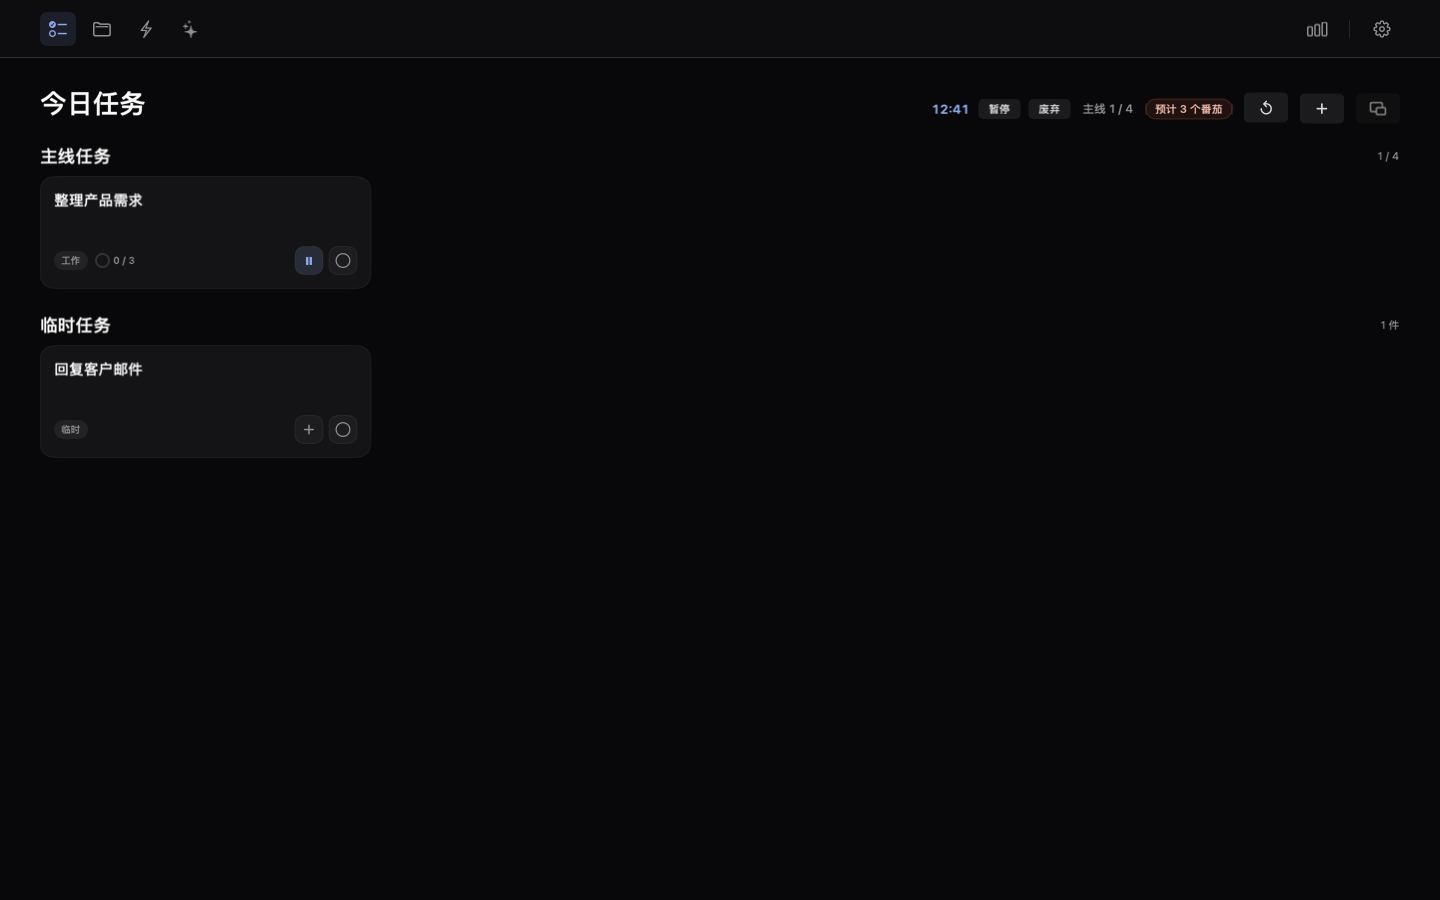 今日任务
12:41 暂停 废弃 主线 1 / 4 预计 3 个番茄
主线任务 1 / 4
整理产品需求
工作 0 / 3
临时任务 1 件
回复客户邮件
临时